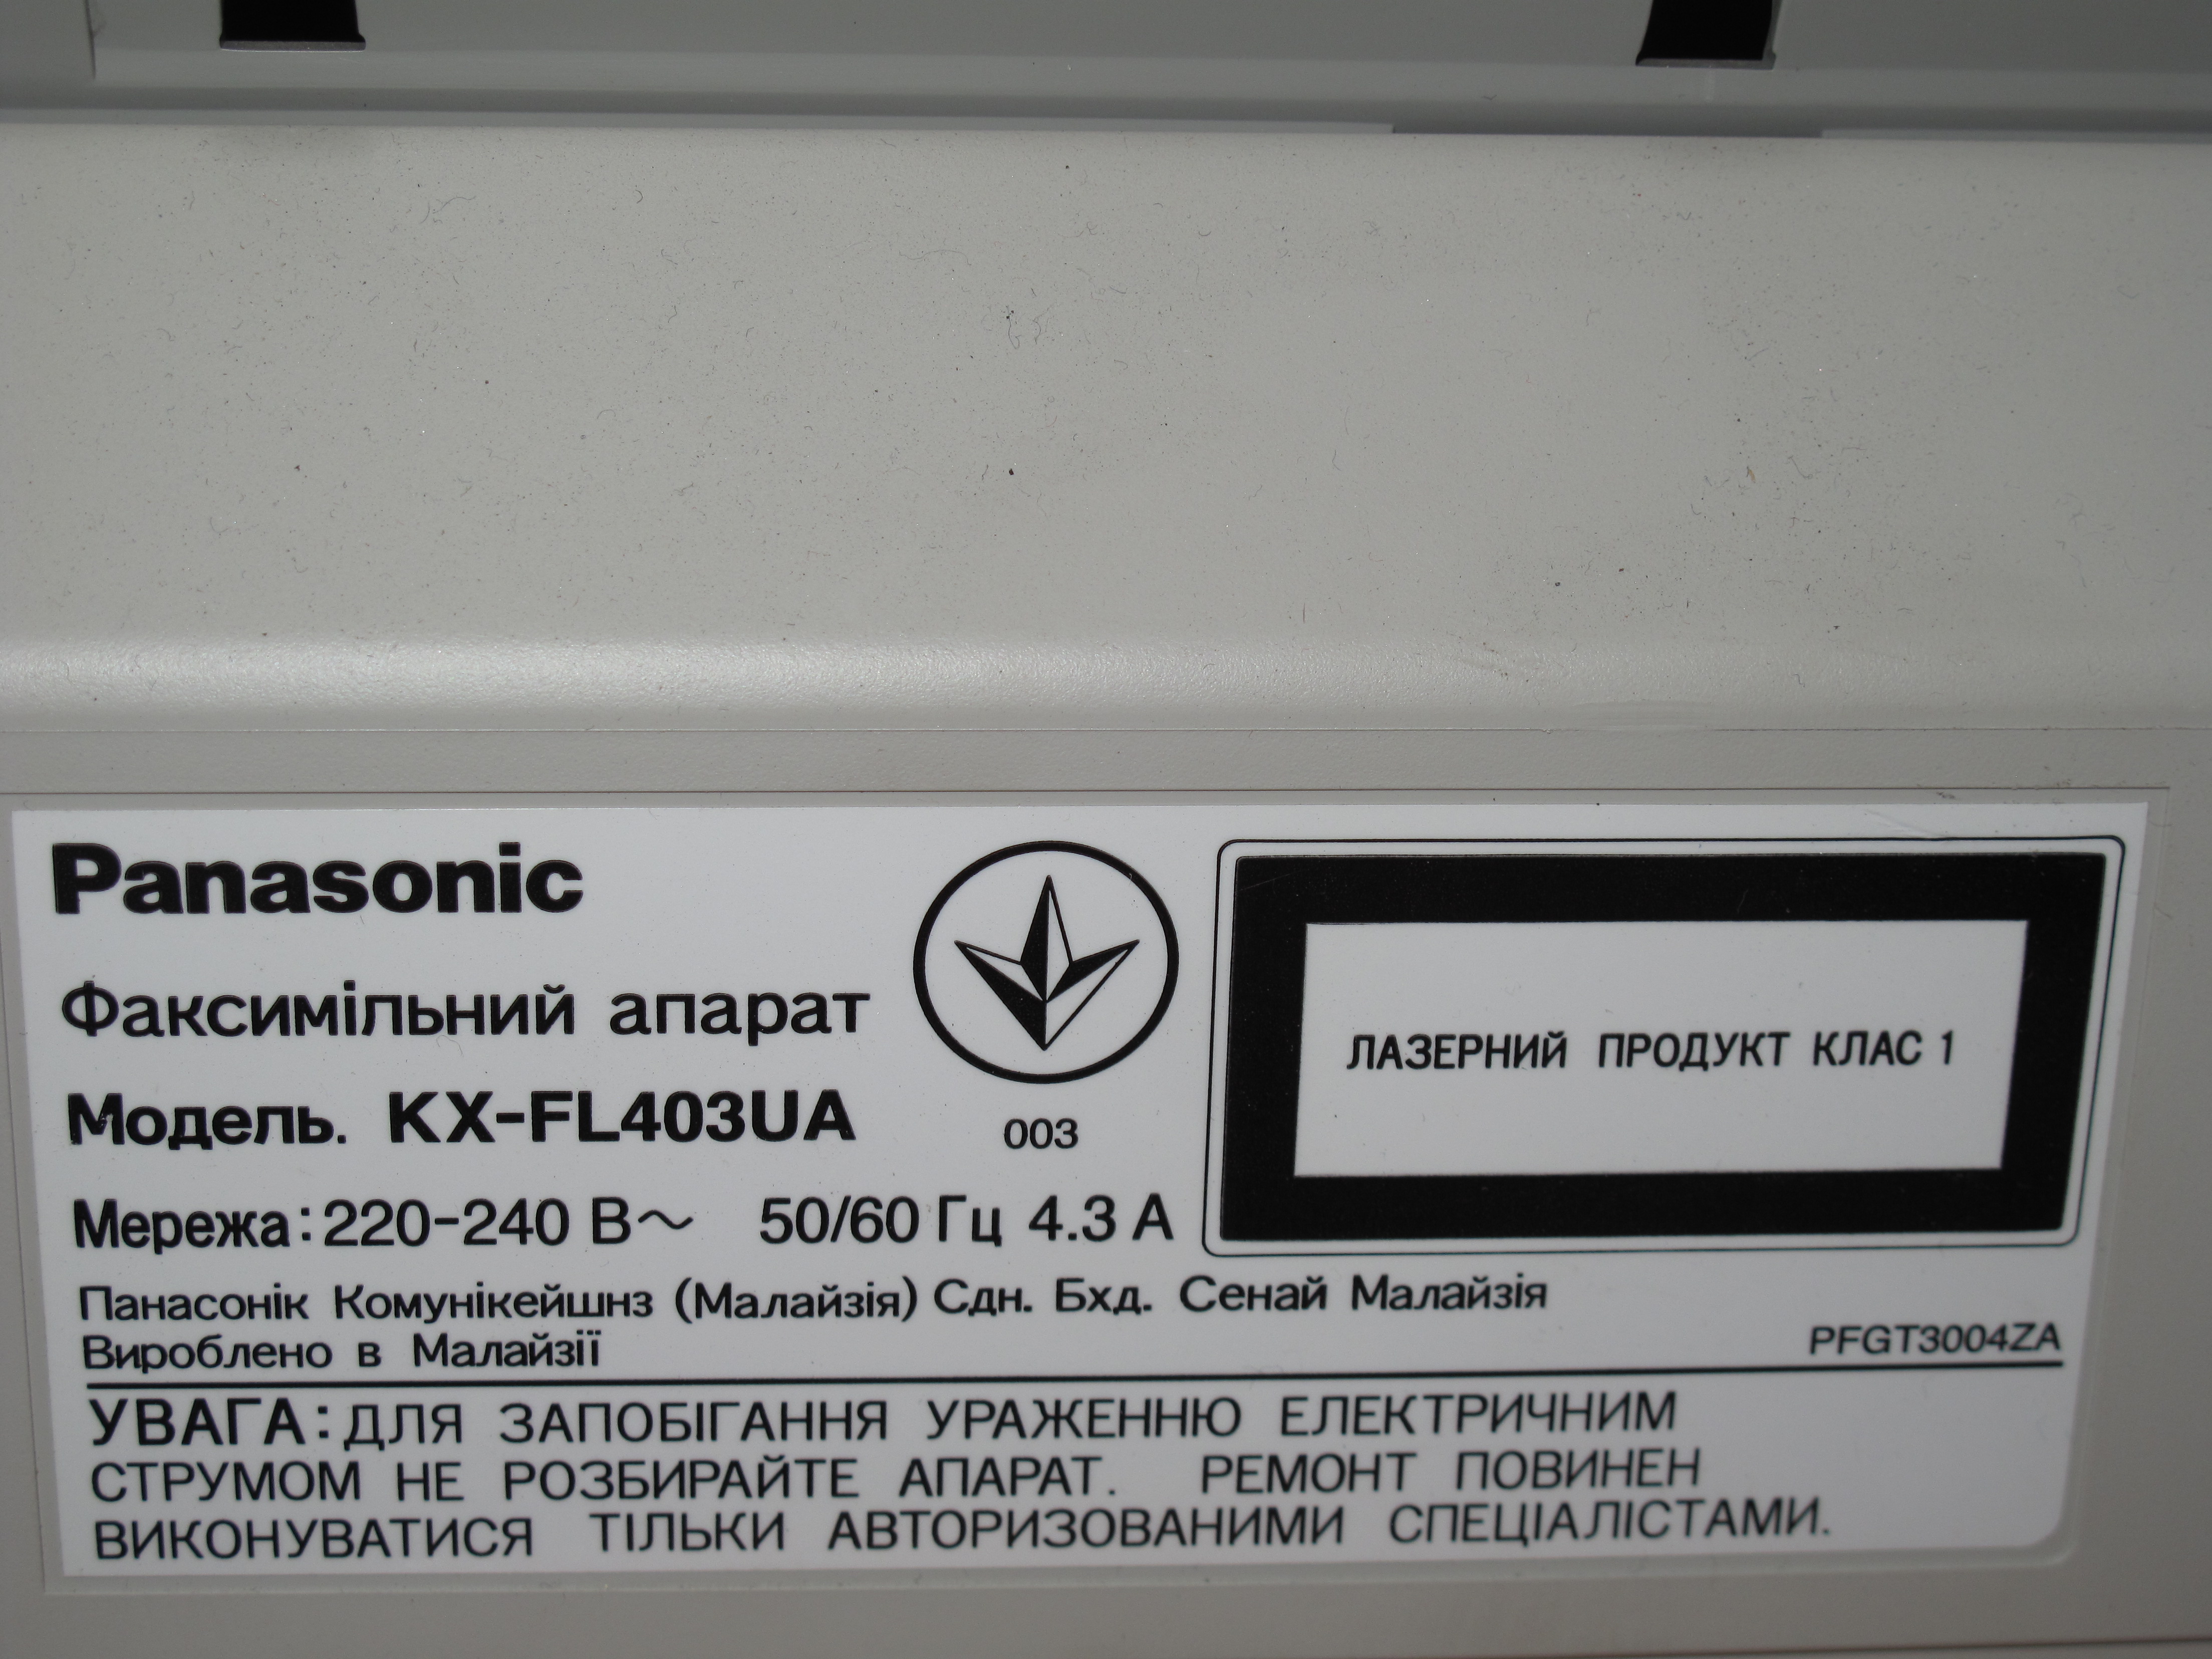 Panasonic
Факсимільний апарат
Модель. KX-FL403UA
003
Мережа: 220-240 В~ 50/60 Гц 4.3 А
ЛАЗЕРНИЙ ПРОДУКТ КЛАС 1
Панасонік Комунікейшнз (Малайзія) Сдн. Бхд. Сенай Малайзія
Вироблено в Малайзії
PFGT3004ZA
УВАГА: ДЛЯ ЗАПОБІГАННЯ УРАЖЕННЮ ЕЛЕКТРИЧНИМ
СТРУМОМ НЕ РОЗБИРАЙТЕ АПАРАТ. РЕМОНТ ПОВИНЕН
ВИКОНУВАТИСЯ ТІЛЬКИ АВТОРИЗОВАНИМИ СПЕЦІАЛІСТАМИ.